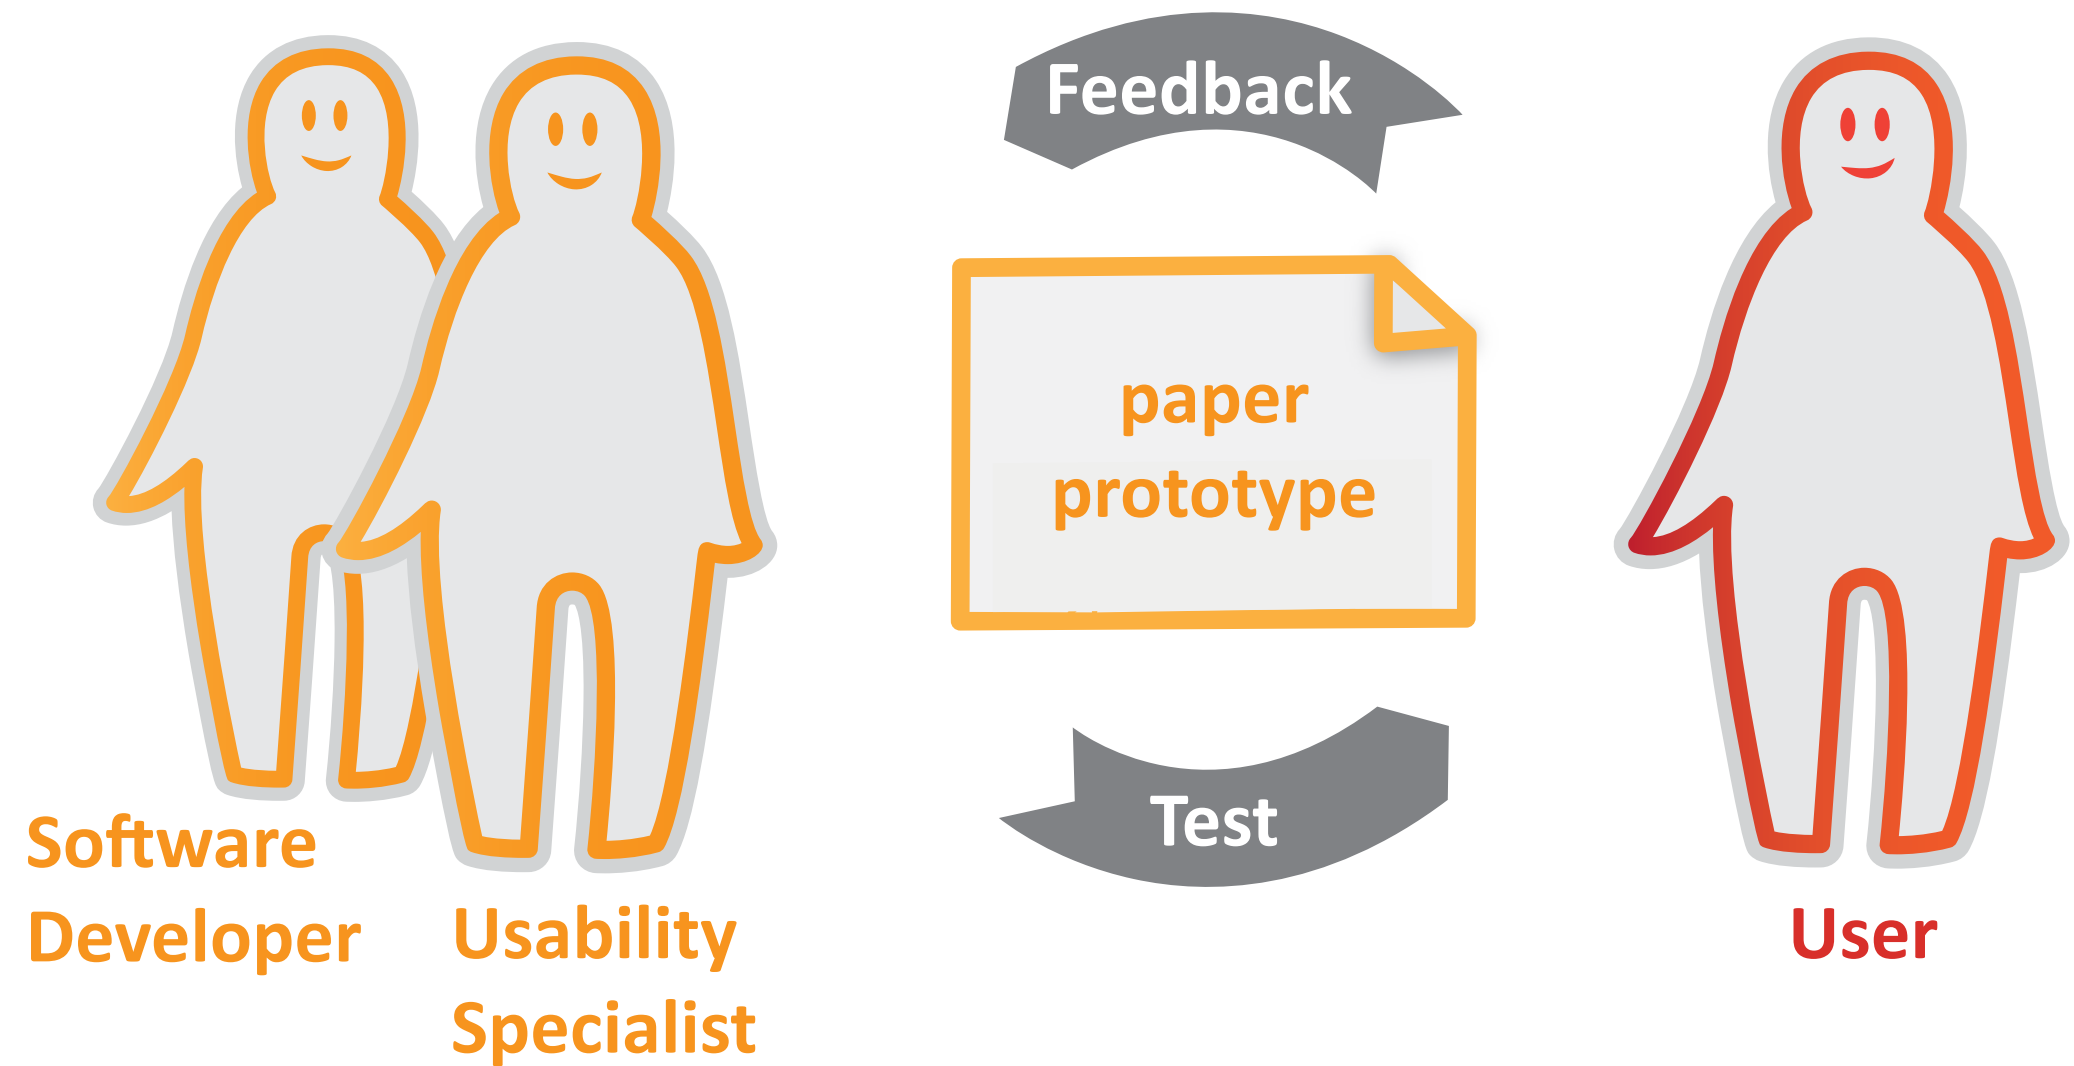 Feedback
paper
prototype
Test
Software
Developer
Usability
Specialist
User